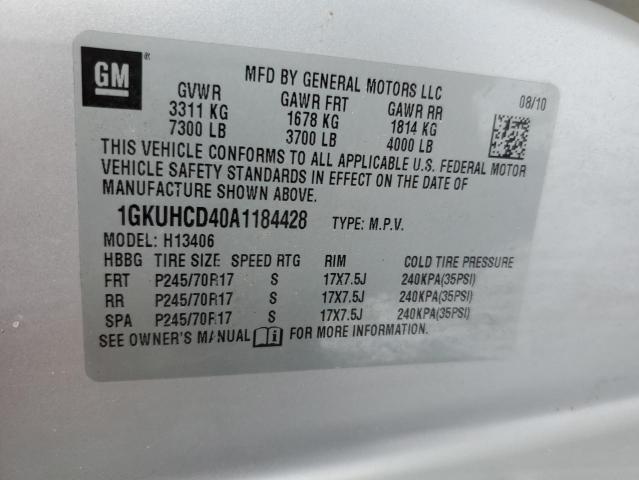 GM
®
MFD BY GENERAL MOTORS LLC
08/10
GVWR GAWR FRT GAWR RR
3311 KG 1678 KG 1814 KG
7300 LB 3700 LB 4000 LB
THIS VEHICLE CONFORMS TO ALL APPLICABLE U.S. FEDERAL MOTOR
VEHICLE SAFETY STANDARDS IN EFFECT ON THE DATE OF
MANUFACTURE SHOWN ABOVE.
1GKUHCD40A1184428 TYPE: M.P.V.
MODEL: H13406
HBBG TIRE SIZE SPEED RTG RIM COLD TIRE PRESSURE
FRT P245/70R17 S 17X7.5J 240KPA(35PSI)
RR P245/70R17 S 17X7.5J 240KPA(35PSI)
SPA P245/70R17 S 17X7.5J 240KPA(35PSI)
SEE OWNER'S MANUAL i FOR MORE INFORMATION.